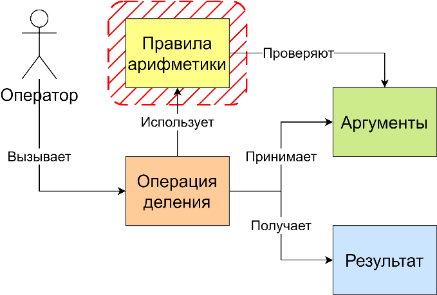 Правила
арифметики
Проверяют
Оператор
Использует
Аргументы
Вызывает
Принимает
Операция
деления
Получает
Результат